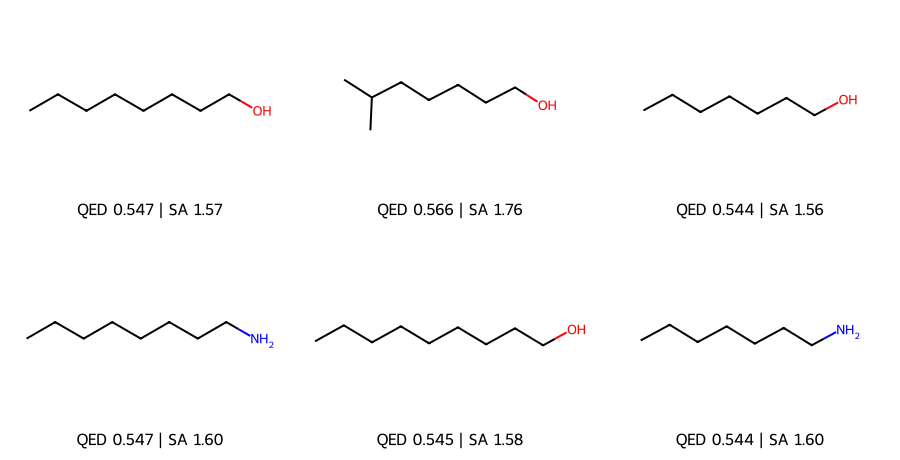 OH
OH
OH
QED 0.547 | SA 1.57
QED 0.566 | SA 1.76
QED 0.544 | SA 1.56
NH2
OH
NH2
QED 0.547 | SA 1.60
QED 0.545 | SA 1.58
QED 0.544 | SA 1.60